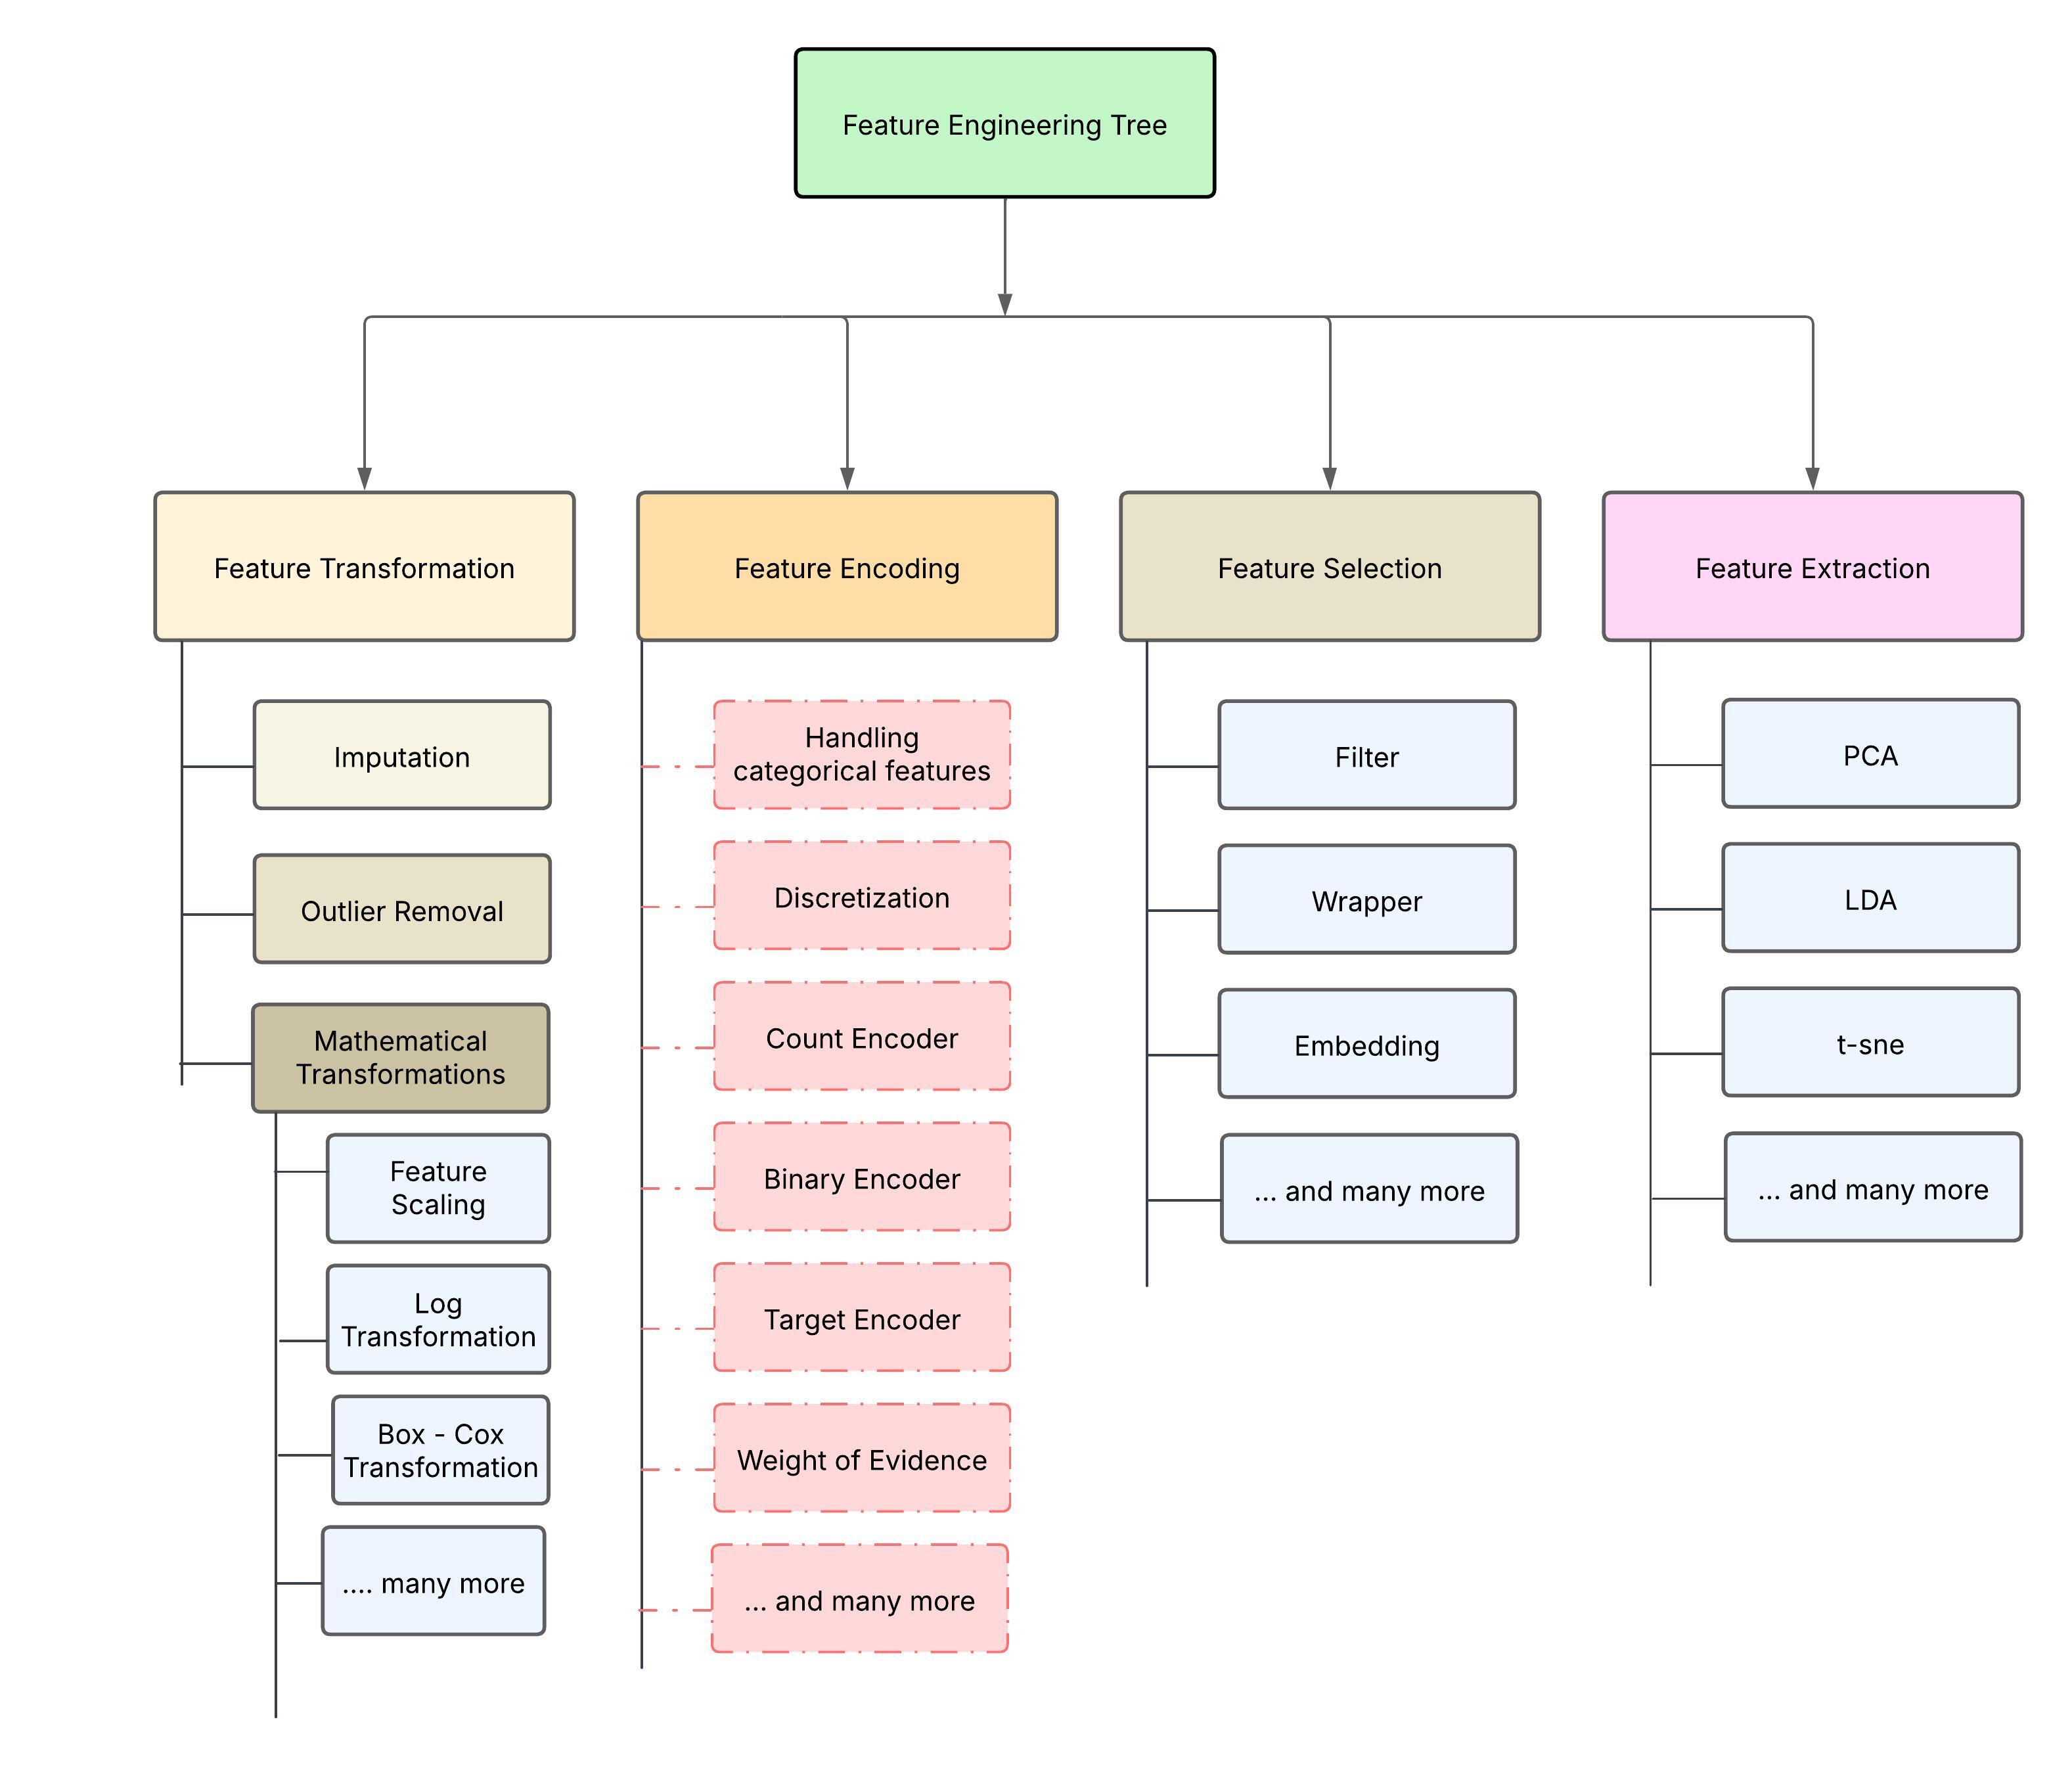 Feature Engineering Tree
Feature Transformation
Imputation
Outlier Removal
Mathematical
Transformations
Feature
Scaling
Log
Transformation
Box - Cox
Transformation
.... many more
Feature Encoding
Handling
categorical features
Discretization
Count Encoder
Binary Encoder
Target Encoder
Weight of Evidence
... and many more
Feature Selection
Filter
Wrapper
Embedding
... and many more
Feature Extraction
PCA
LDA
t-sne
... and many more